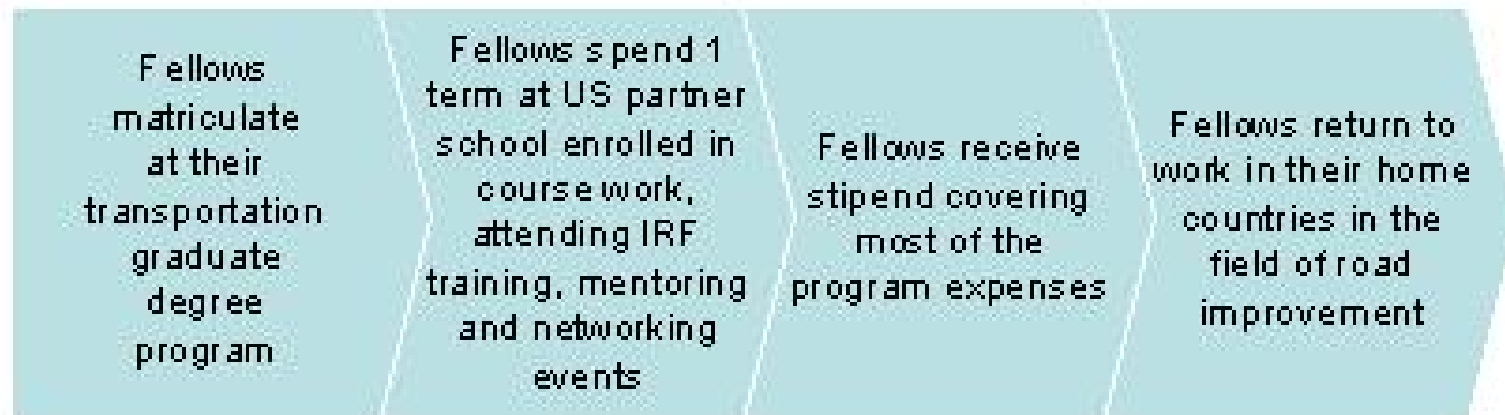 Fellows
matriculate
at their
transportation
graduate
degree
program
Fellows spend 1
term at US partner
school enrolled in
course work,
attending IRF
training, mentoring
and networking
events
Fellows receive
stipend covering
most of the
program expenses
Fellows return to
work in their home
countries in the
field of road
improvement